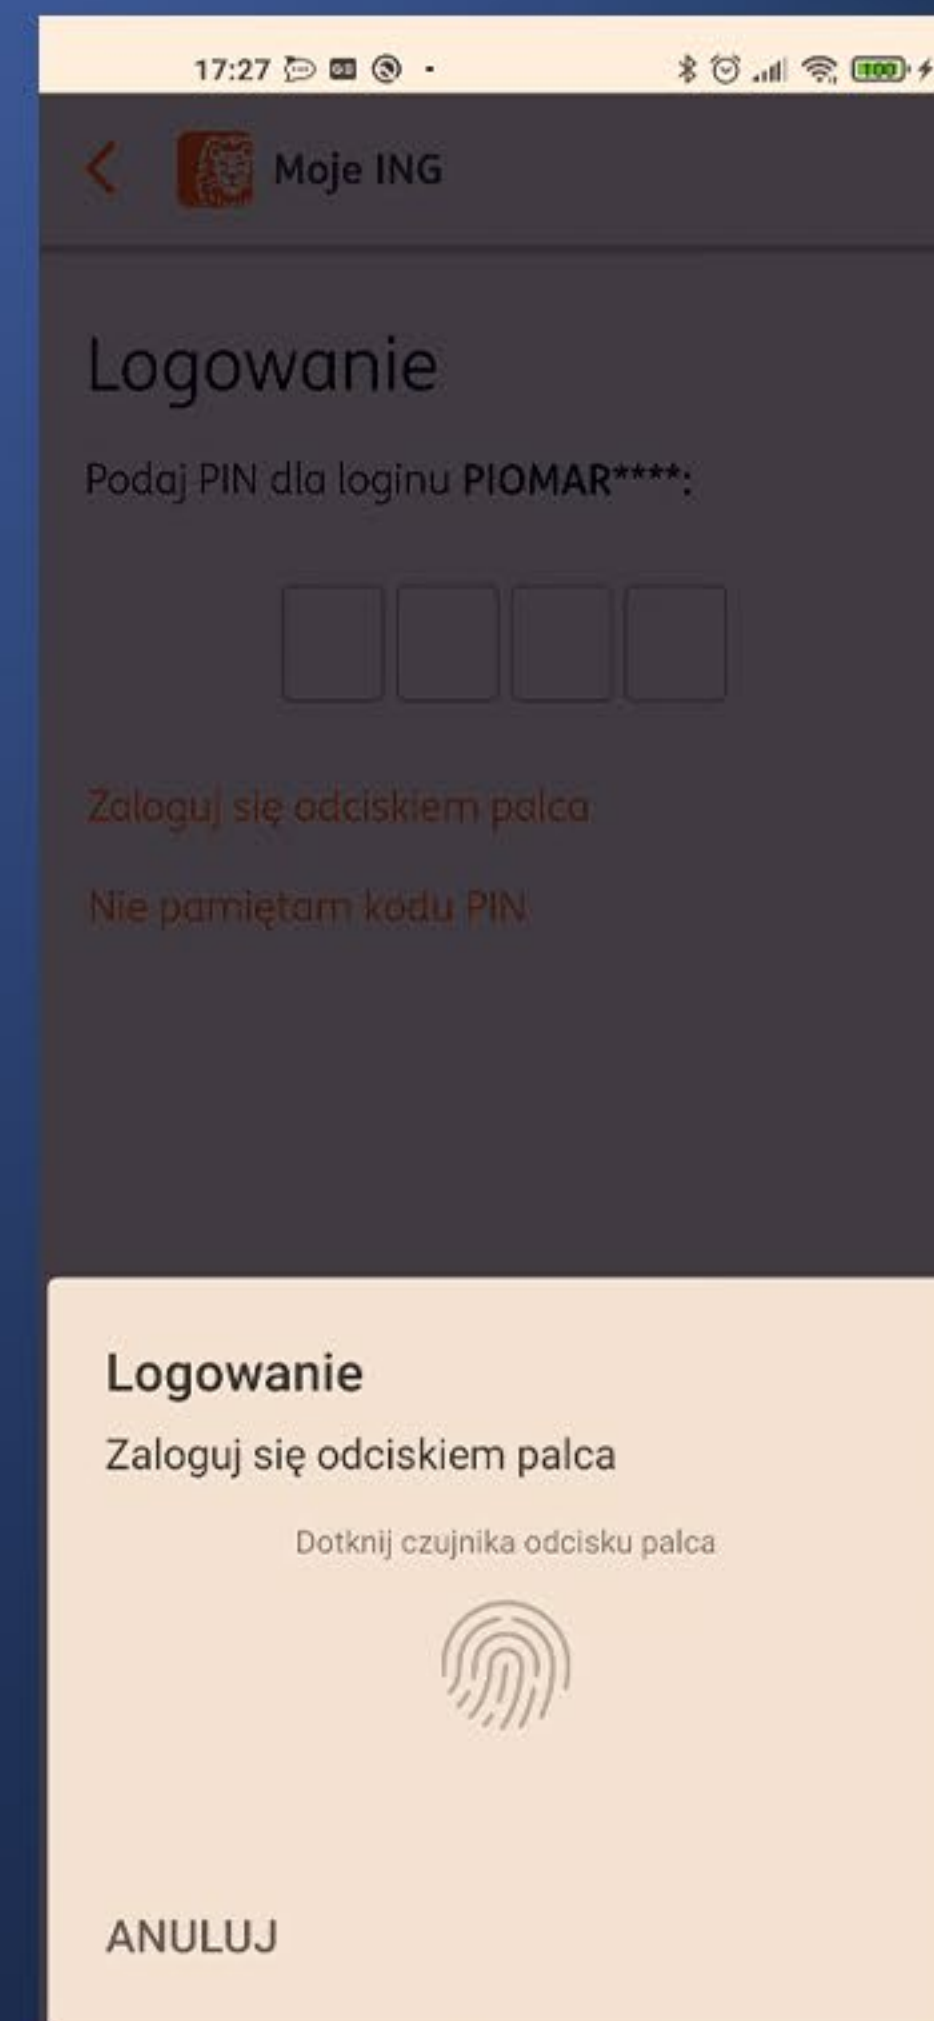 17:27
100
Moje ING
Logowanie
Podaj PIN dla loginu PIOMAR****:
Zaloguj się odciskiem palca
Nie pamiętam kodu PIN
Logowanie
Zaloguj się odciskiem palca
Dotknij czujnika odcisku palca
ANULUJ